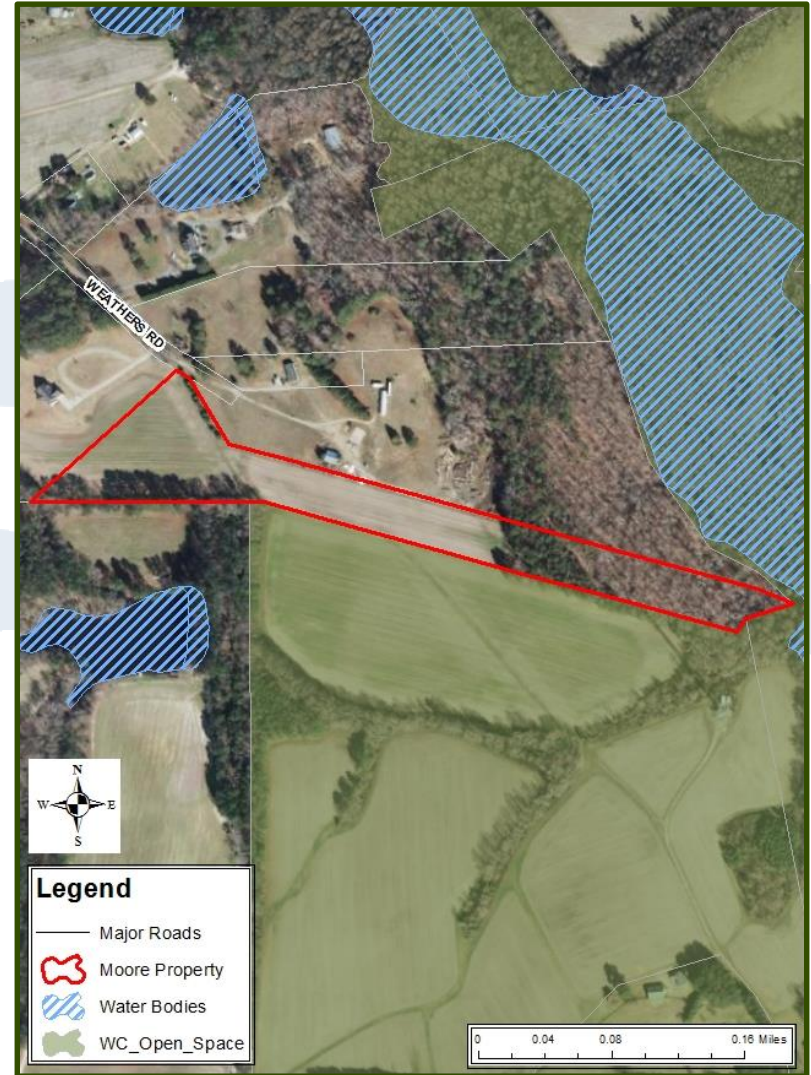 WEATHERS RD
N
W E
S
Legend
Major Roads
Moore Property
Water Bodies
WC_Open_Space
0 0.04 0.08 0.16 Miles